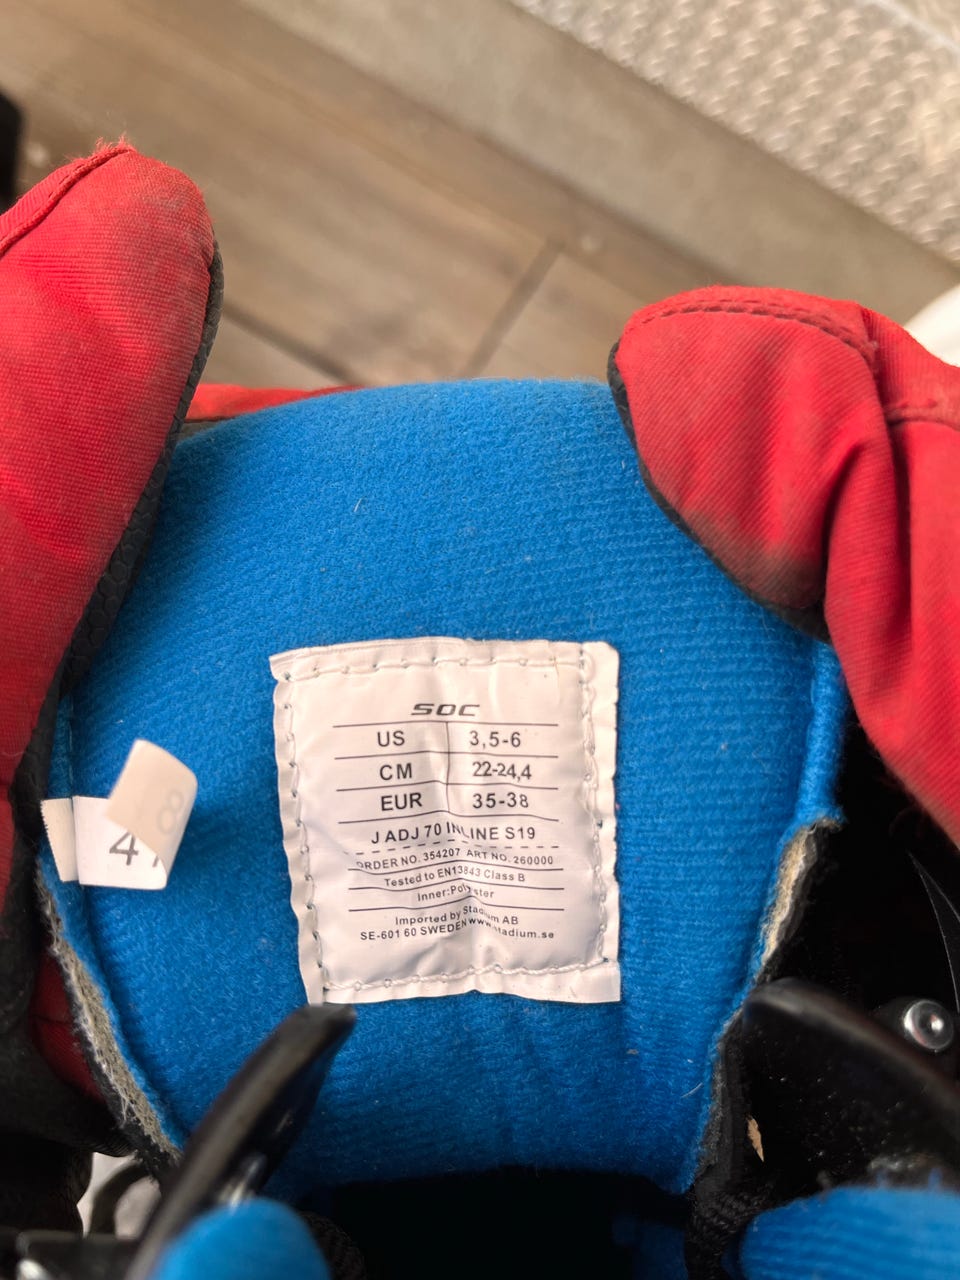 SOC
US 3,5-6
CM 22-24,4
EUR 35-38
J ADJ 70 INLINE S19
ORDER NO. 354207 ART NO. 260000
Tested to EN13843 Class B
Inner:Polyester
Imported by Stadium AB
SE-601 60 SWEDEN www.stadium.se
8
4